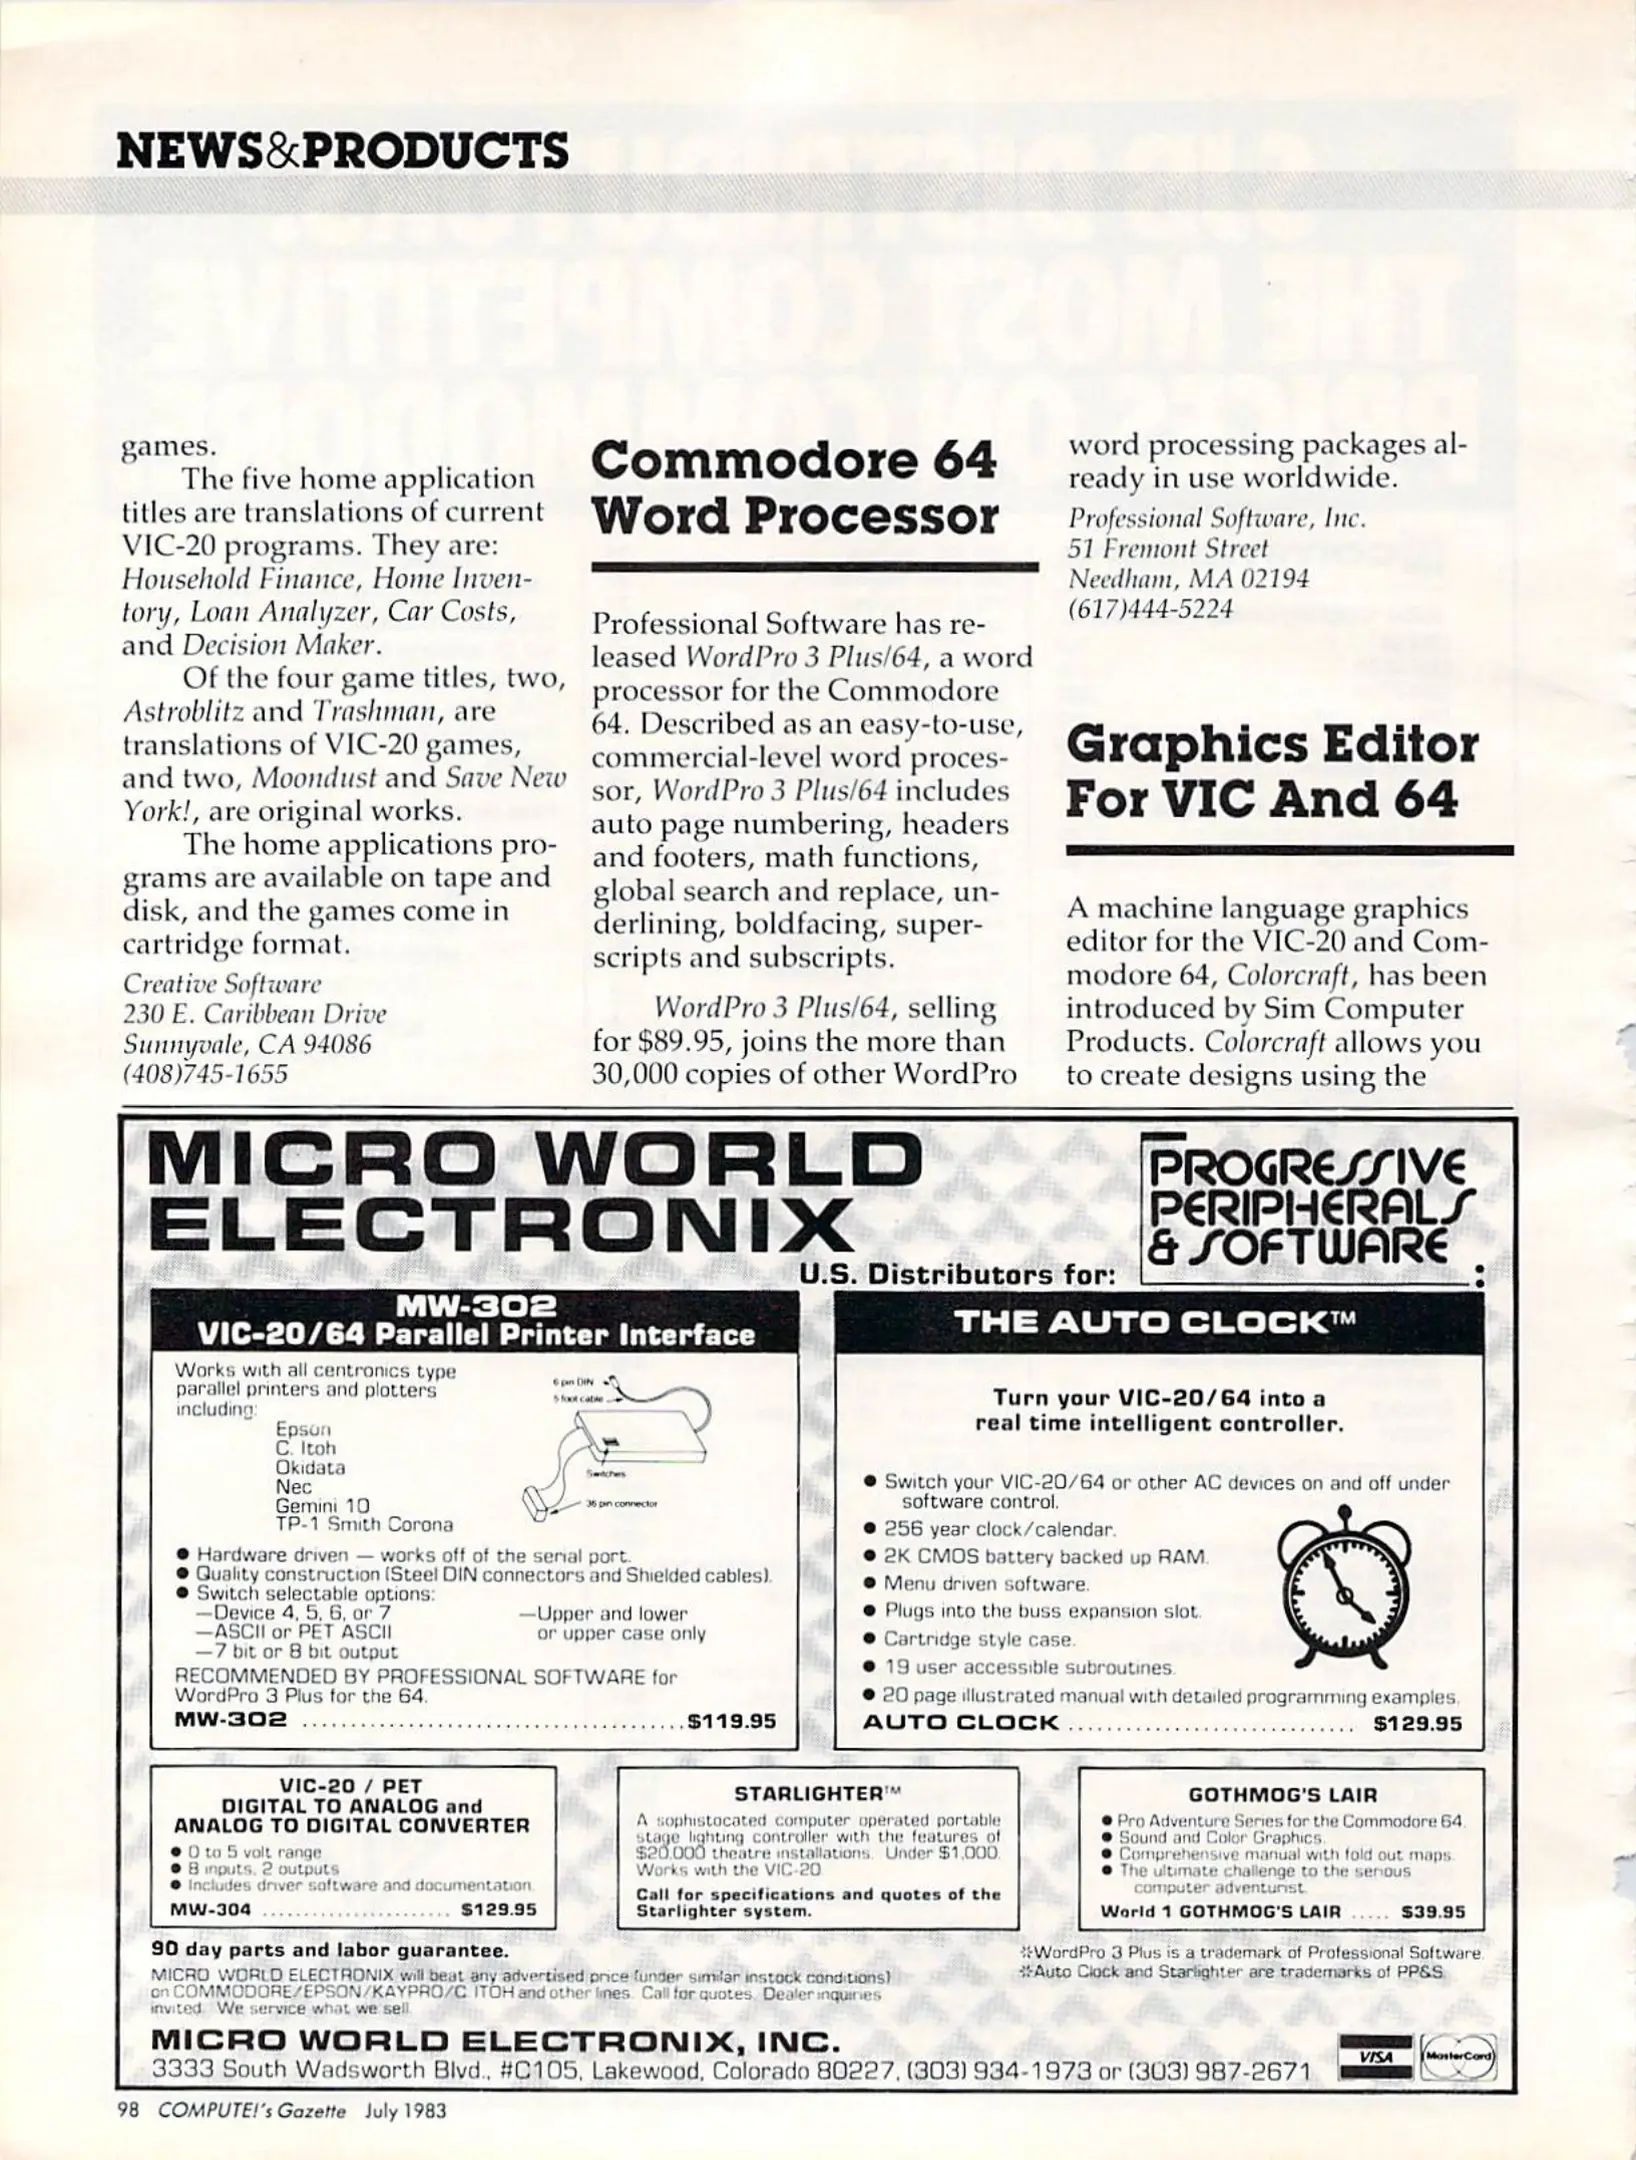 NEWS&PRODUCTS
games.
The five home application
titles are translations of current
VIC-20 programs. They are:
Household Finance, Home Inven-
tory, Loan Analyzer, Car Costs,
and Decision Maker.
Of the four game titles, two,
Astroblitz and Trashman, are
translations of VIC-20 games,
and two, Moondust and Save New
York!, are original works.
The home applications pro-
grams are available on tape and
disk, and the games come in
cartridge format.
Creative Software
230 E. Caribbean Drive
Sunnyvale, CA 94086
(408)745-1655
Commodore 64
Word Processor
Professional Software has re-
leased WordPro 3 Plus/64, a word
processor for the Commodore
64. Described as an easy-to-use,
commercial-level word proces-
sor, WordPro 3 Plus/64 includes
auto page numbering, headers
and footers, math functions,
global search and replace, un-
derlining, boldfacing, super-
scripts and subscripts.
WordPro 3 Plus/64, selling
for $89.95, joins the more than
30,000 copies of other WordPro
word processing packages al-
ready in use worldwide.
Professional Software, Inc.
51 Fremont Street
Needham, MA 02194
(617)444-5224
Graphics Editor
For VIC And 64
A machine language graphics
editor for the VIC-20 and Com-
modore 64, Colorcraft, has been
introduced by Sim Computer
Products. Colorcraft allows you
to create designs using the
MICRO WORLD
ELECTRONIX
U.S. Distributors for:
PROGRESSIVE
PERIPHERALS
& SOFTWARE :
MW-302
VIC-20/64 Parallel Printer Interface
Works with all centronics type
parallel printers and plotters
including:
Epson
C. Itoh
Okidata
Nec
Gemini 10
TP-1 Smith Corona
6 pin DIN
5 foot cable
Switches
36 pin connector
● Hardware driven — works off of the serial port.
● Quality construction (Steel DIN connectors and Shielded cables).
● Switch selectable options:
—Device 4, 5, 6, or 7 —Upper and lower
—ASCII or PET ASCII or upper case only
—7 bit or 8 bit output
RECOMMENDED BY PROFESSIONAL SOFTWARE for
WordPro 3 Plus for the 64.
MW-302 ........................................ $119.95
THE AUTO CLOCK™
Turn your VIC-20/64 into a
real time intelligent controller.
● Switch your VIC-20/64 or other AC devices on and off under
software control.
● 256 year clock/calendar.
● 2K CMOS battery backed up RAM.
● Menu driven software.
● Plugs into the buss expansion slot.
● Cartridge style case.
● 19 user accessible subroutines.
● 20 page illustrated manual with detailed programming examples.
AUTO CLOCK .............................. $129.95
VIC-20 / PET
DIGITAL TO ANALOG and
ANALOG TO DIGITAL CONVERTER
● 0 to 5 volt range
● 8 inputs, 2 outputs
● Includes driver software and documentation
MW-304 ........................ $129.95
STARLIGHTER™
A sophistocated computer operated portable
stage lighting controller with the features of
$20,000 theatre installations. Under $1,000.
Works with the VIC-20
Call for specifications and quotes of the
Starlighter system.
GOTHMOG'S LAIR
● Pro Adventure Series for the Commodore 64.
● Sound and Color Graphics.
● Comprehensive manual with fold out maps.
● The ultimate challenge to the serious
computer adventurist.
World 1 GOTHMOG'S LAIR ..... $39.95
90 day parts and labor guarantee.
MICRO WORLD ELECTRONIX will beat any advertised price (under similar instock conditions)
on COMMODORE/EPSON/KAYPRO/C. ITOH and other lines. Call for quotes. Dealer inquiries
invited. We service what we sell.
*WordPro 3 Plus is a trademark of Professional Software.
*Auto Clock and Starlighter are trademarks of PP&S.
MICRO WORLD ELECTRONIX, INC.
3333 South Wadsworth Blvd., #C105, Lakewood, Colorado 80227, (303) 934-1973 or (303) 987-2671
VISA
MasterCard
98 COMPUTE!'s Gazette July 1983